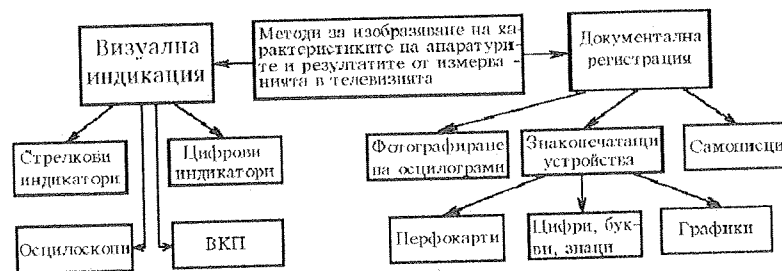 Визуална
индикация
Методи за изобразяване на ха-
рактеристиките на апаратури-
те и резултатите от измерва-
нията в телевизията
Документална
регистрация
Стрелкови
индикатори
Цифрови
индикатори
Фотографиране
на осцилограми
Знакопечатащи
устройства
Самописци
Осцилоскопи
ВКП
Перфокарти
Цифри, бук-
ви, знаци
Графики